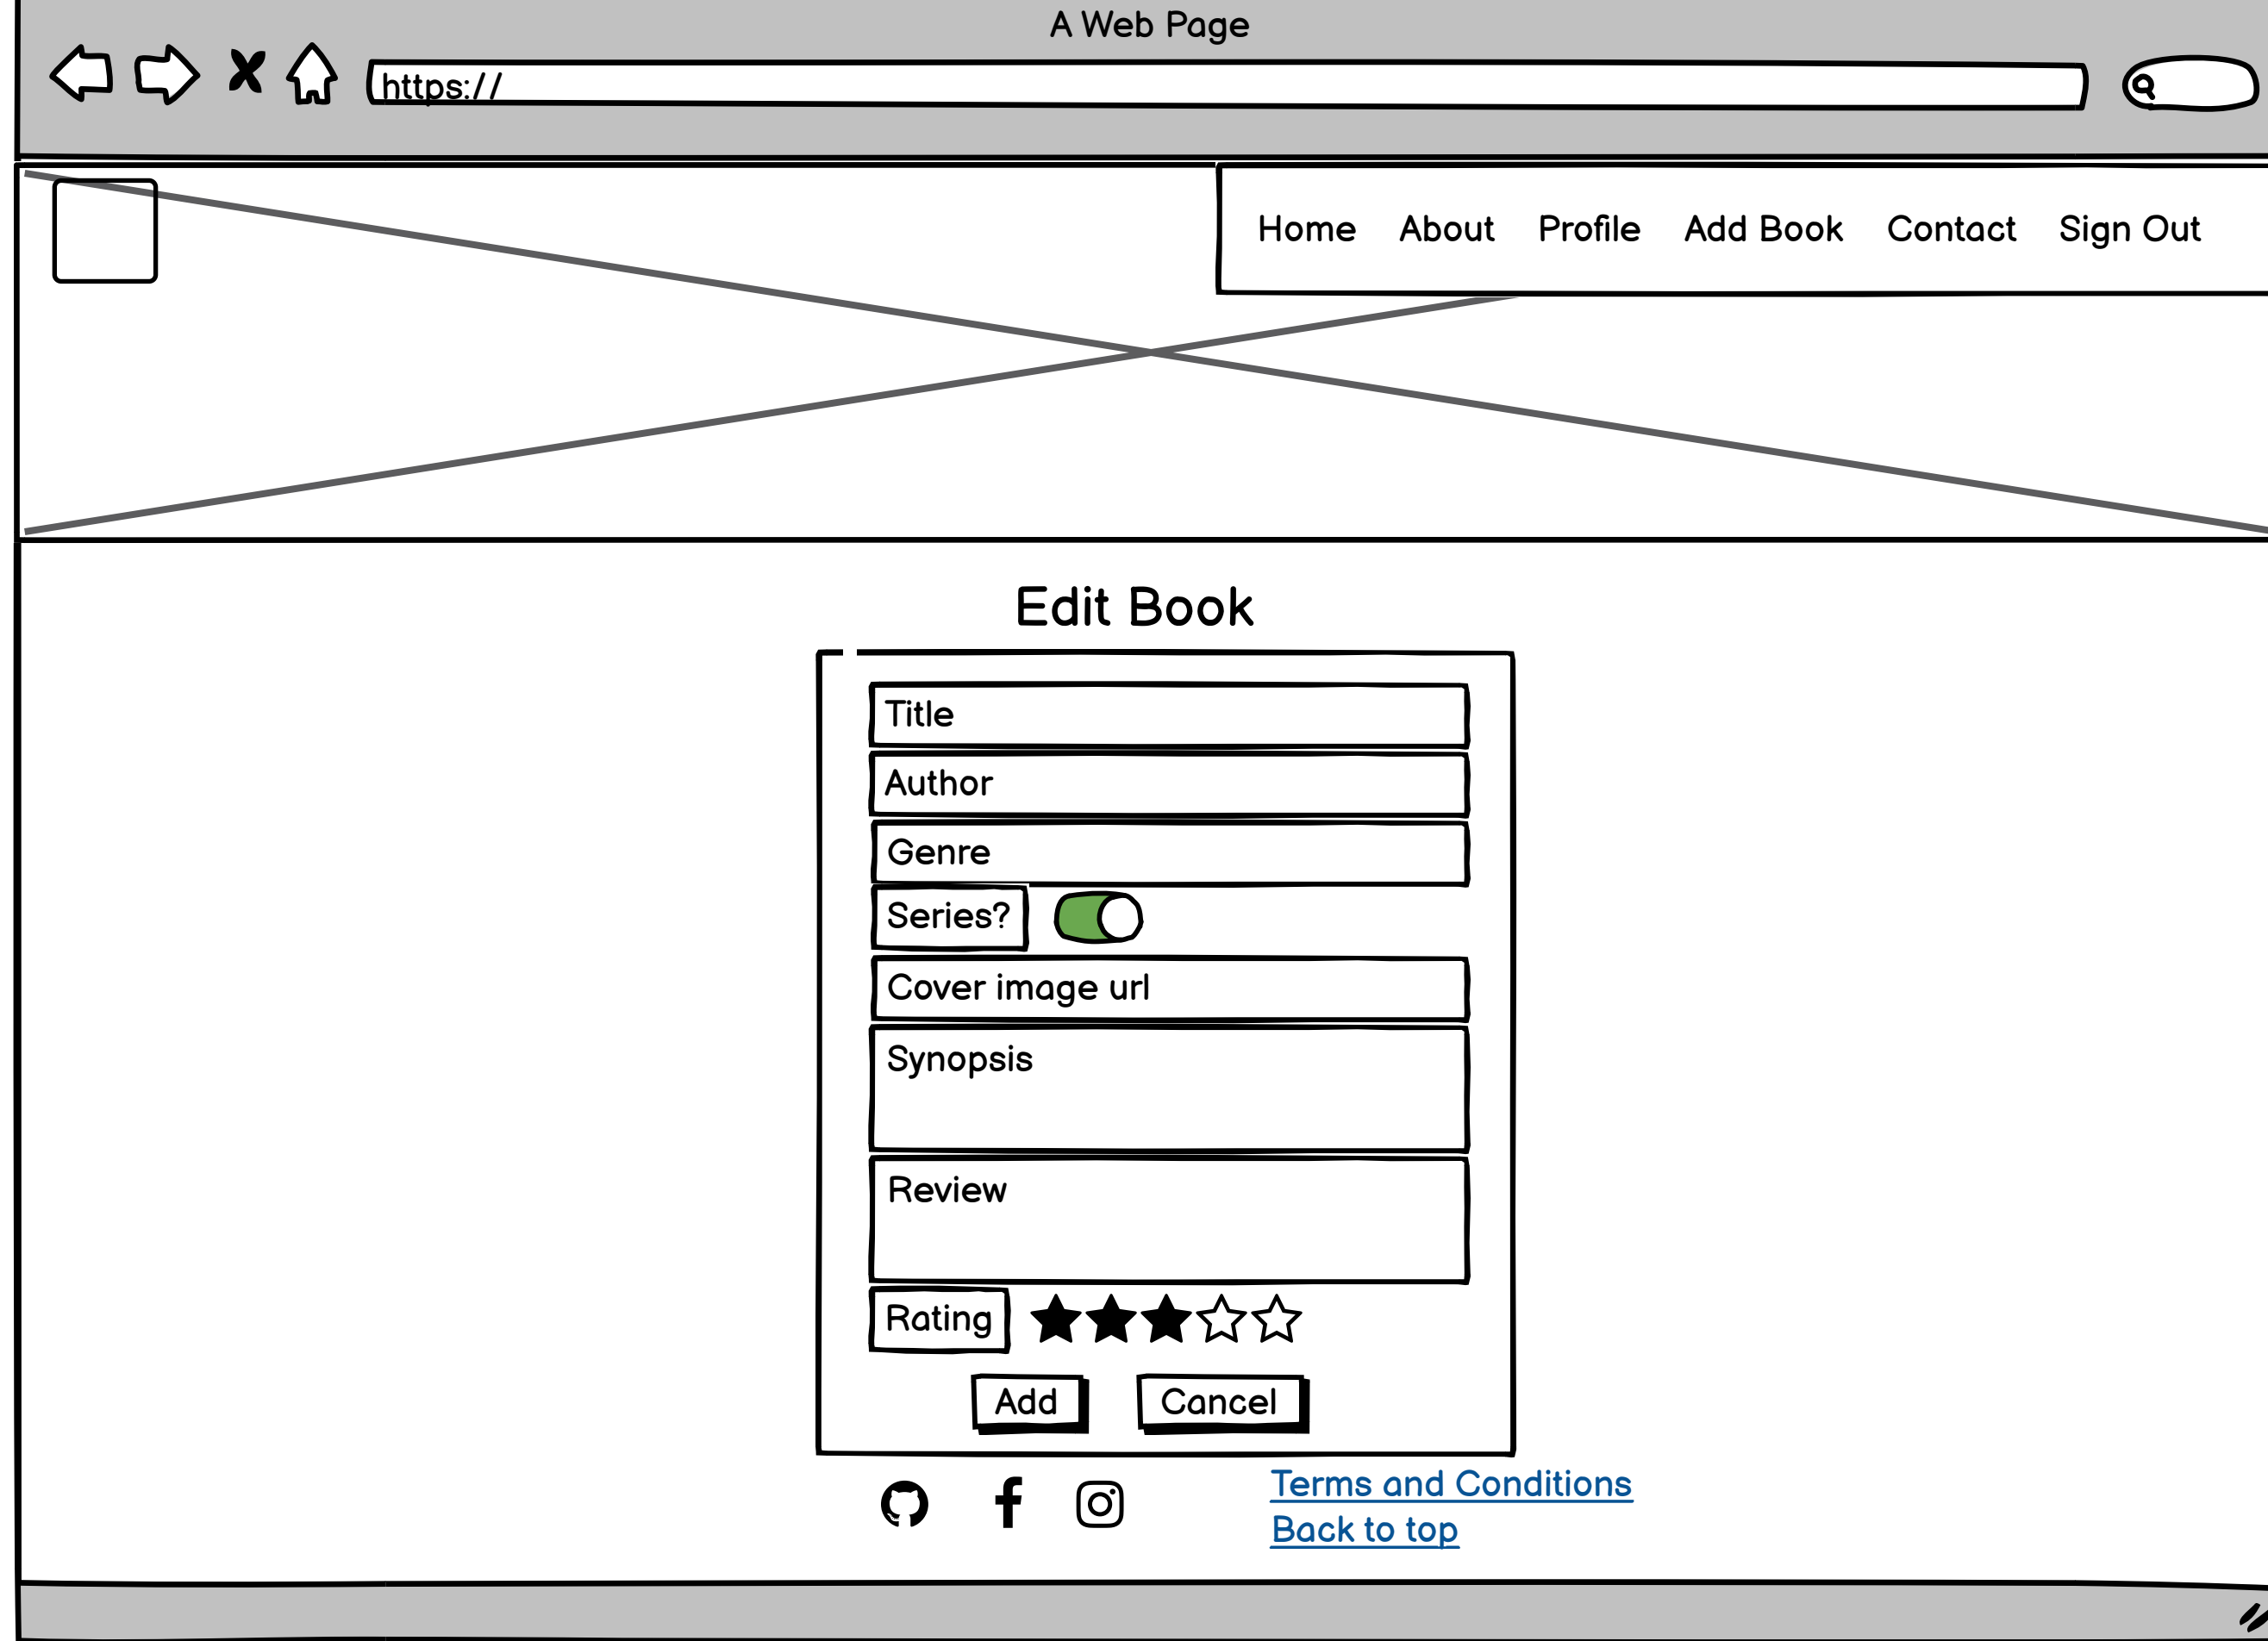 A Web Page
https://
Home About Profile Add Book Contact Sign Out
Edit Book
Title
Author
Genre
Series?
Cover image url
Synopsis
Review
Rating
Add Cancel
Terms and Conditions
Back to top